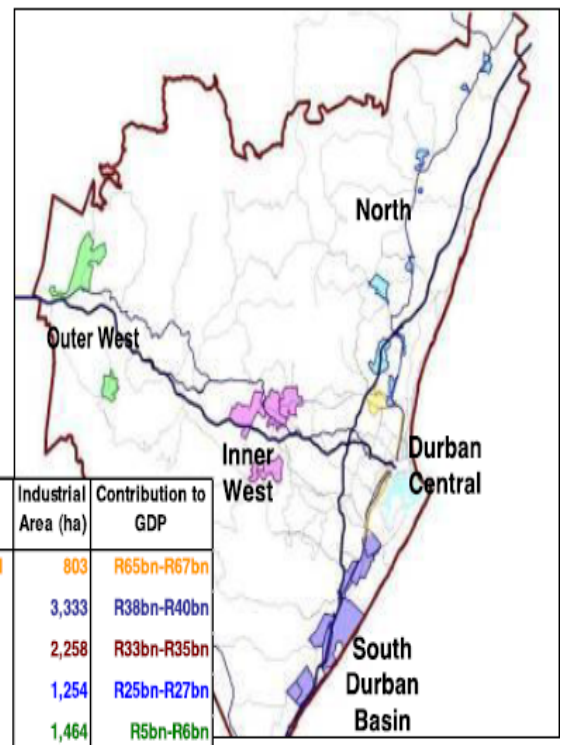 North
Outer West
Inner
West
Durban
Central
South
Durban
Basin
Industrial Area (ha) Contribution to GDP
803 R65bn-R67bn
3,333 R38bn-R40bn
2,258 R33bn-R35bn
1,254 R25bn-R27bn
1,464 R5bn-R6bn